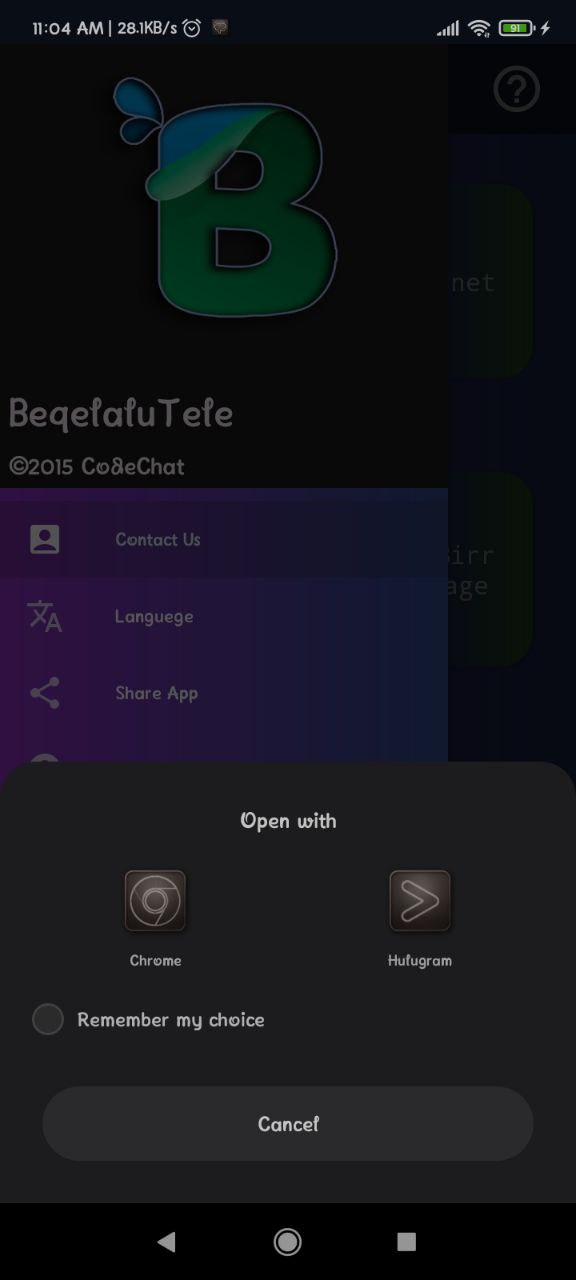 11:04 AM | 28.1KB/s
91
B
net
BeqelaluTele
©2015 CodeChat
Contact Us
Birr
age
Languege
Share App
Open with
Chrome
Hulugram
Remember my choice
Cancel